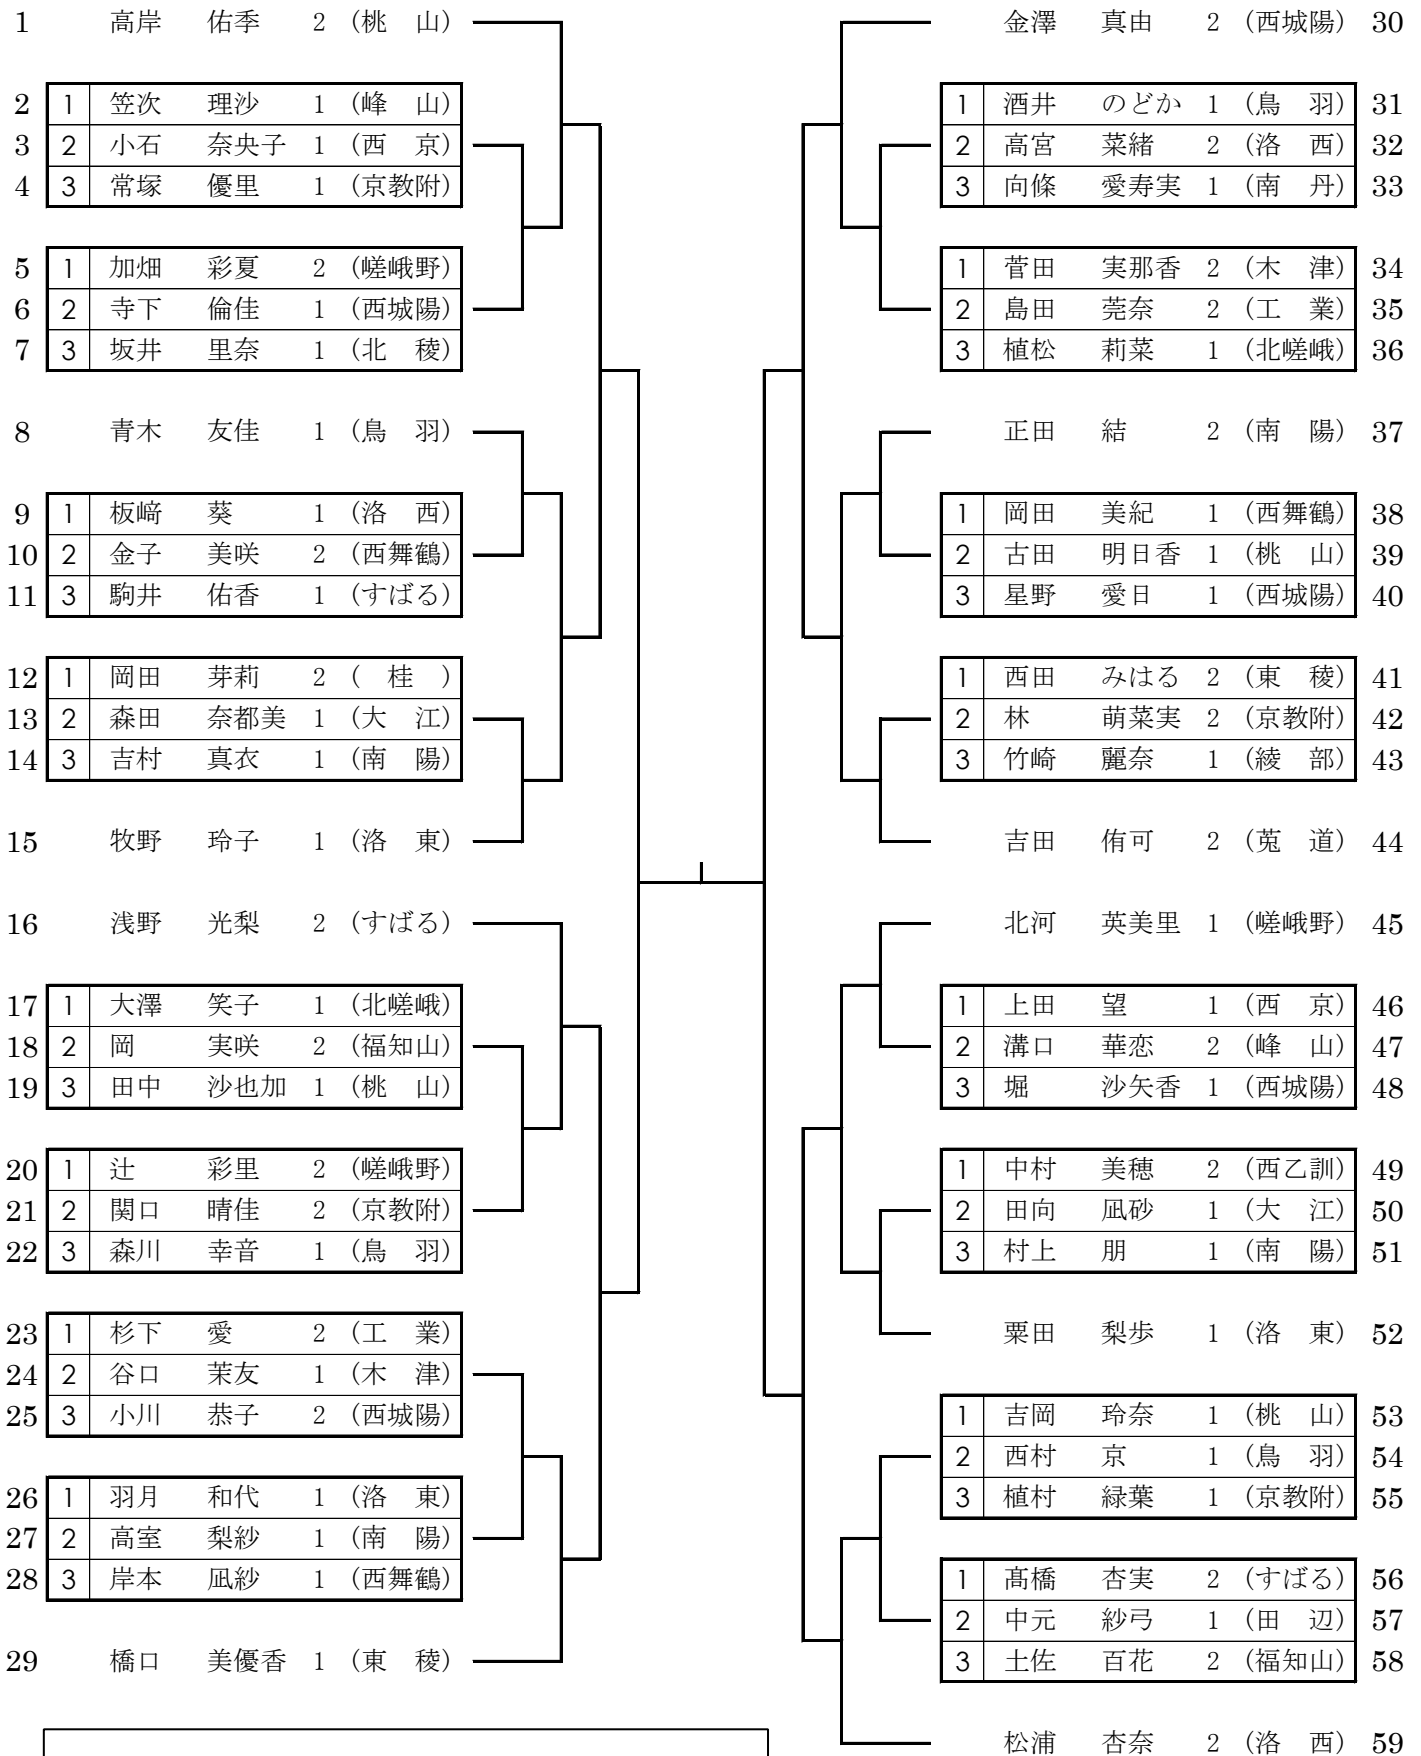 1 高岸 佑季 2 (桃 山)
2 1 笠次 理沙 1 (峰 山)
3 2 小石 奈央子 1 (西 京)
4 3 常塚 優里 1 (京教附)
5 1 加畑 彩夏 2 (嵯峨野)
6 2 寺下 倫佳 1 (西城陽)
7 3 坂井 里奈 1 (北 稜)
8 青木 友佳 1 (鳥 羽)
9 1 板﨑 葵 1 (洛 西)
10 2 金子 美咲 2 (西舞鶴)
11 3 駒井 佑香 1 (すばる)
12 1 岡田 芽莉 2 ( 桂 )
13 2 森田 奈都美 1 (大 江)
14 3 吉村 真衣 1 (南 陽)
15 牧野 玲子 1 (洛 東)
16 浅野 光梨 2 (すばる)
17 1 大澤 笑子 1 (北嵯峨)
18 2 岡 実咲 2 (福知山)
19 3 田中 沙也加 1 (桃 山)
20 1 辻 彩里 2 (嵯峨野)
21 2 関口 晴佳 2 (京教附)
22 3 森川 幸音 1 (鳥 羽)
23 1 杉下 愛 2 (工 業)
24 2 谷口 茉友 1 (木 津)
25 3 小川 恭子 2 (西城陽)
26 1 羽月 和代 1 (洛 東)
27 2 高室 梨紗 1 (南 陽)
28 3 岸本 凪紗 1 (西舞鶴)
29 橋口 美優香 1 (東 稜)
金澤 真由 2 (西城陽) 30
1 酒井 のどか 1 (鳥 羽) 31
2 高宮 菜緒 2 (洛 西) 32
3 向條 愛寿実 1 (南 丹) 33
1 菅田 実那香 2 (木 津) 34
2 島田 莞奈 2 (工 業) 35
3 植松 莉菜 1 (北嵯峨) 36
正田 結 2 (南 陽) 37
1 岡田 美紀 1 (西舞鶴) 38
2 古田 明日香 1 (桃 山) 39
3 星野 愛日 1 (西城陽) 40
1 西田 みはる 2 (東 稜) 41
2 林 萌菜実 2 (京教附) 42
3 竹崎 麗奈 1 (綾 部) 43
吉田 侑可 2 (莵 道) 44
北河 英美里 1 (嵯峨野) 45
1 上田 望 1 (西 京) 46
2 溝口 華恋 2 (峰 山) 47
3 堀 沙矢香 1 (西城陽) 48
1 中村 美穂 2 (西乙訓) 49
2 田向 凪砂 1 (大 江) 50
3 村上 朋 1 (南 陽) 51
栗田 梨歩 1 (洛 東) 52
1 吉岡 玲奈 1 (桃 山) 53
2 西村 京 1 (鳥 羽) 54
3 植村 緑葉 1 (京教附) 55
1 髙橋 杏実 2 (すばる) 56
2 中元 紗弓 1 (田 辺) 57
3 土佐 百花 2 (福知山) 58
松浦 杏奈 2 (洛 西) 59